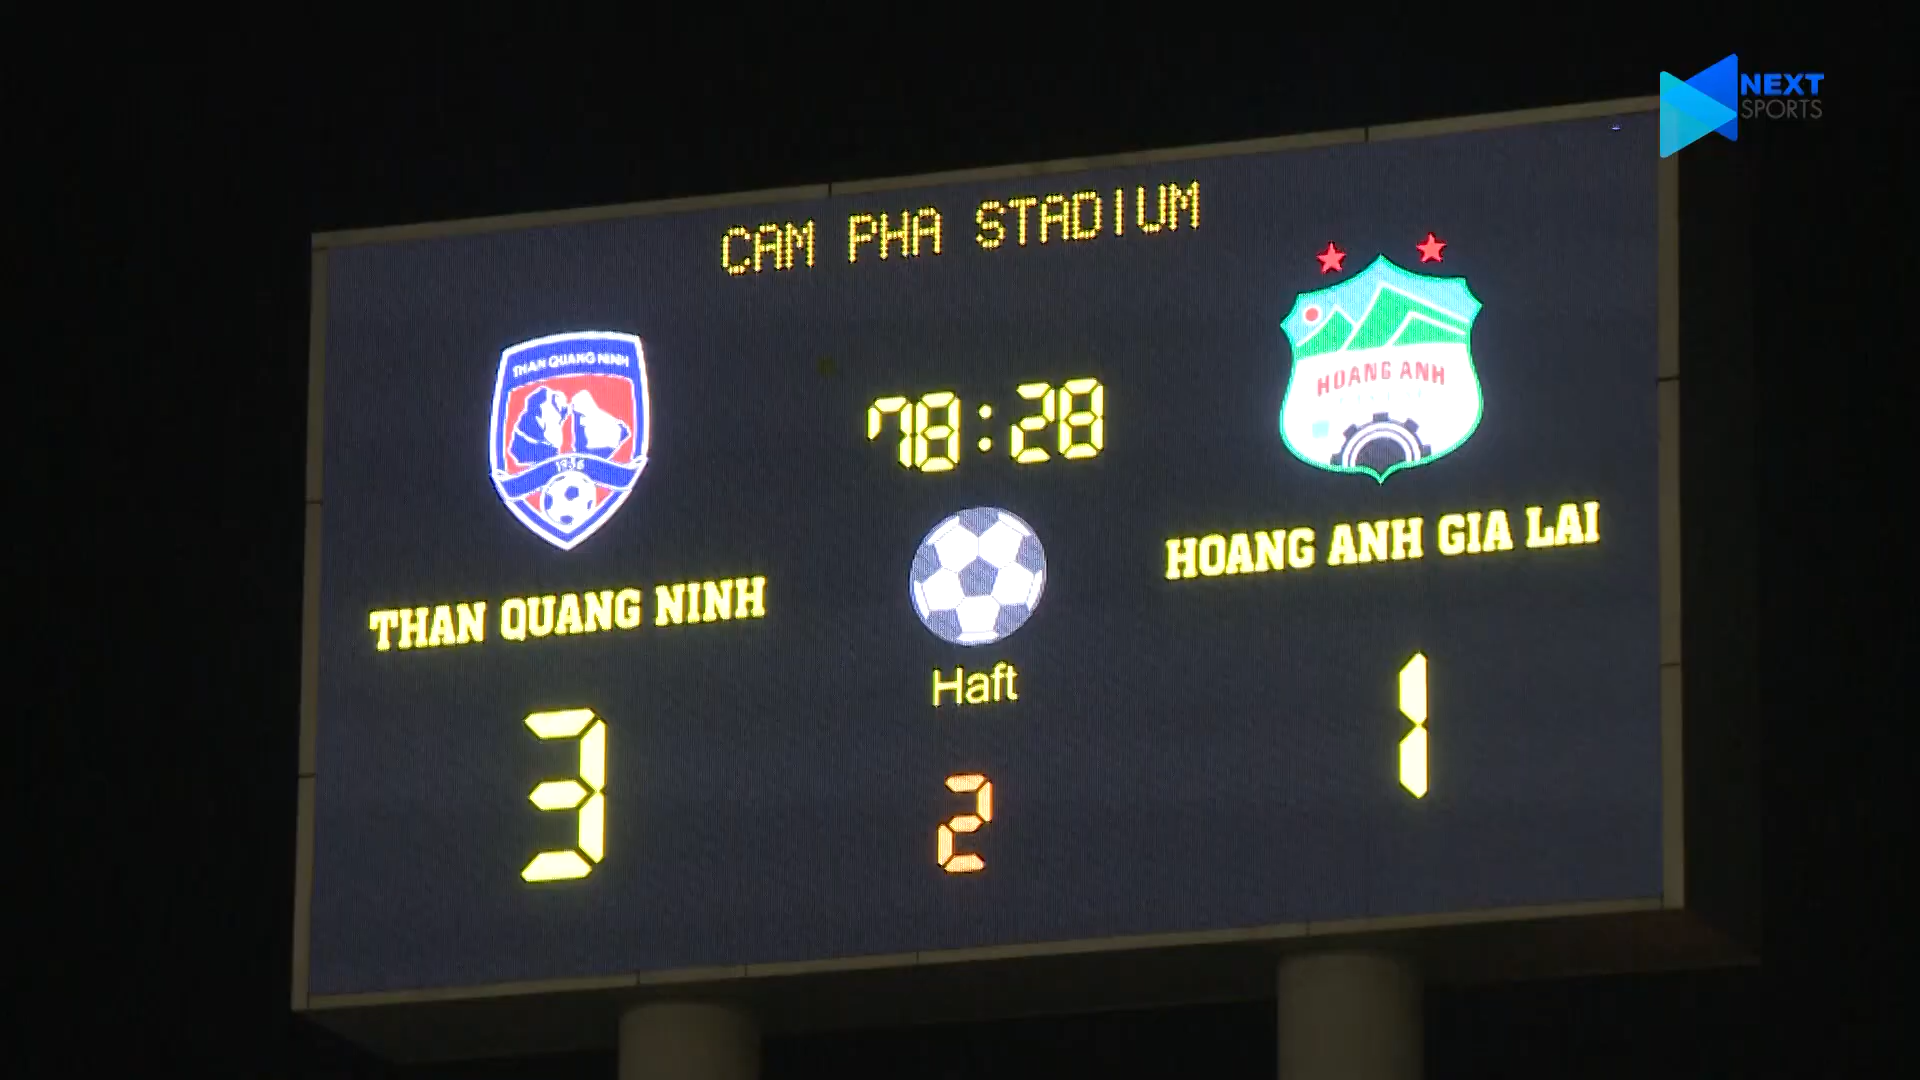 NEXT
SPORTS
CAM PHA STADIUM
THAN QUANG NINH
1956
78:28
HOANG ANH
THAN QUANG NINH
HOANG ANH GIA LAI
Haft
3
2
1